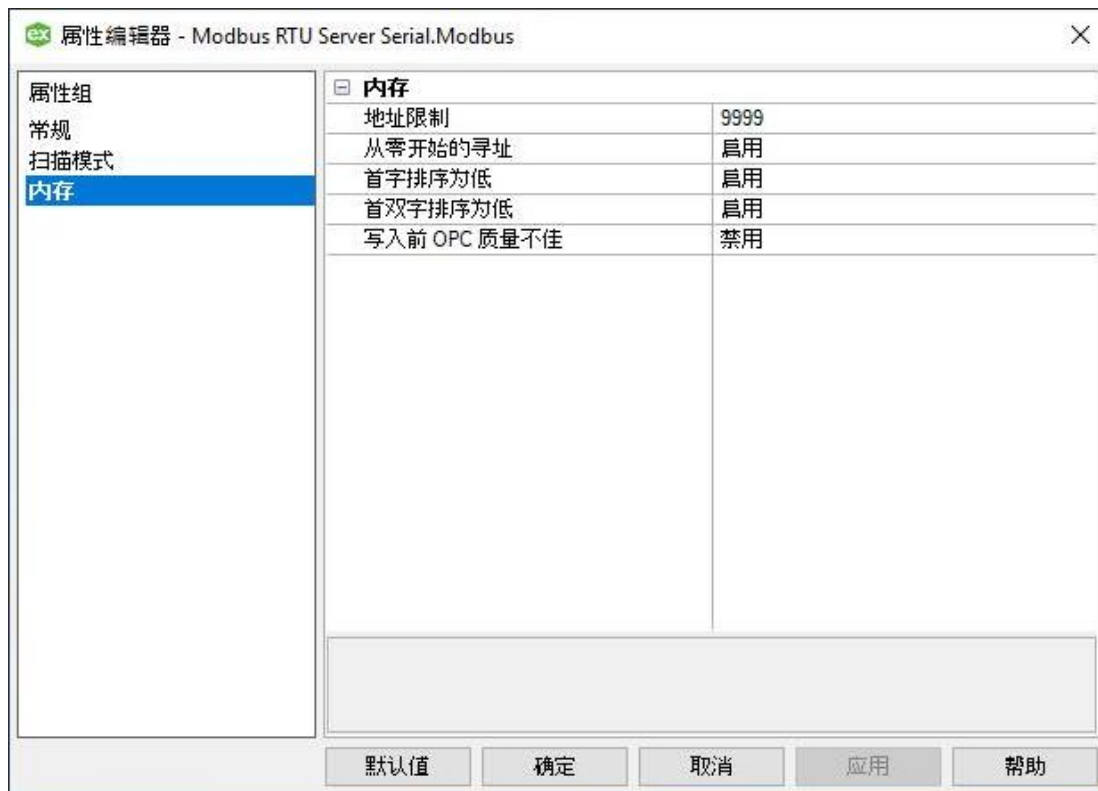 ex 属性编辑器 - Modbus RTU Server Serial.Modbus
属性组
常规
扫描模式
内存
内存
地址限制 9999
从零开始的寻址 启用
首字排序为低 启用
首双字排序为低 启用
写入前 OPC 质量不佳 禁用
默认值 确定 取消 应用 帮助